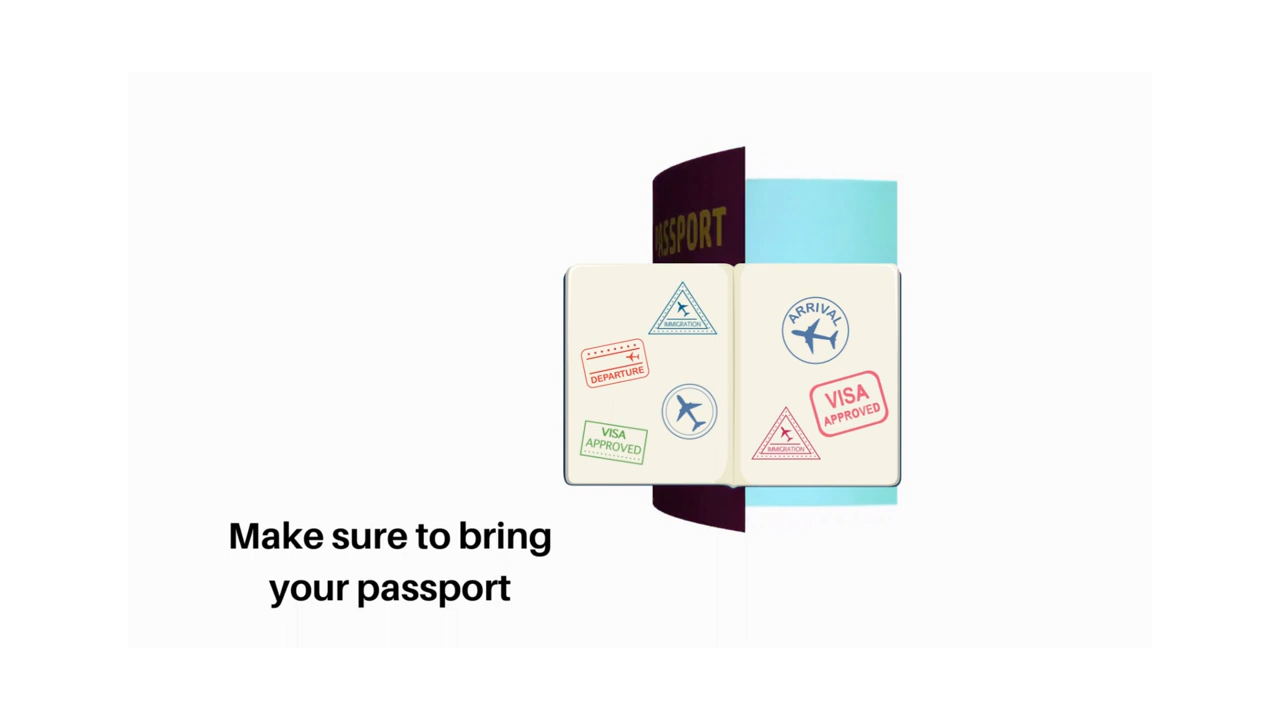 PASSPORT
IMMIGRATION
DEPARTURE
VISA
APPROVED
ARRIVAL
VISA
APPROVED
IMMIGRATION
Make sure to bring
your passport